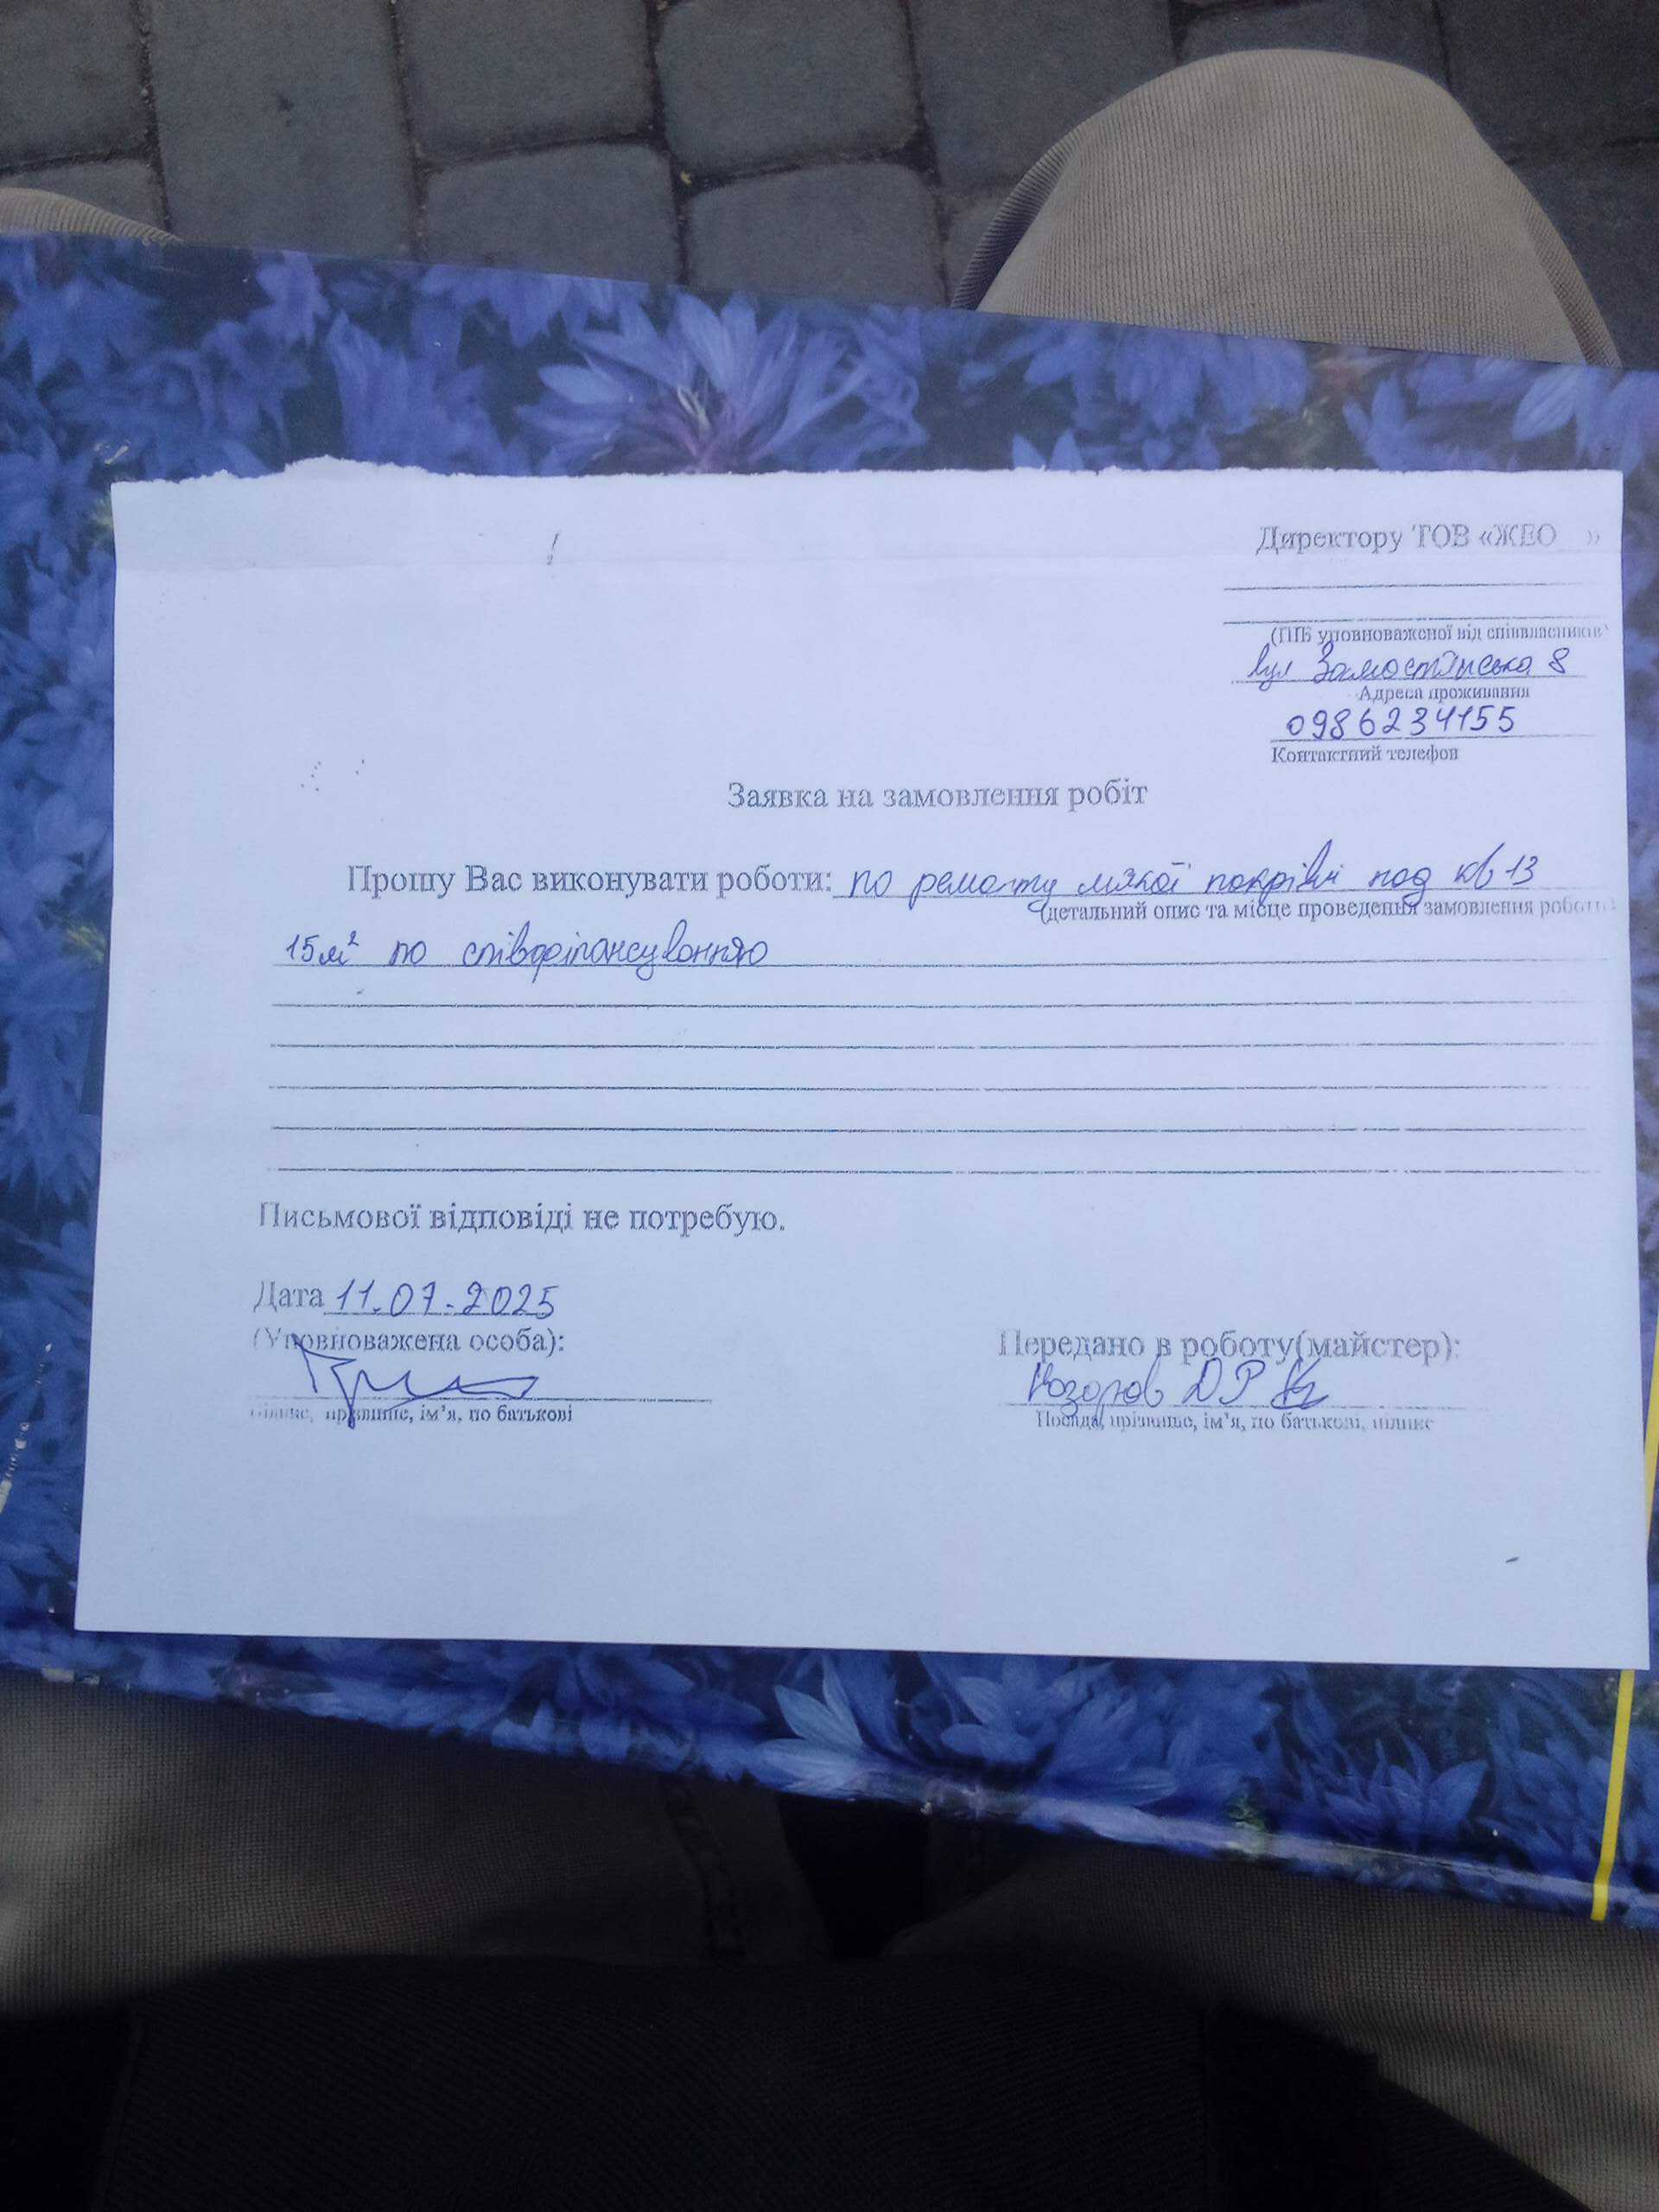 Директору ТОВ «ЖЕО »
(ПІБ уповноваженої від співвласників)
вул Замостянська 8
Адреса проживання
0986234155
Контактний телефон
Заявка на замовлення робіт
Прошу Вас виконувати роботи: по ремонту мякої покрівлі над кв 13
(детальний опис та місце проведення замовлення роботи)
15м² по співфінансуванню
Письмової відповіді не потребую.
Дата 11.07.2025
(Уповноважена особа):
Передано в роботу(майстер):
ДР
підпис, прізвище, ім’я, по батькові
Посада, прізвище, ім’я, по батькові, підпис